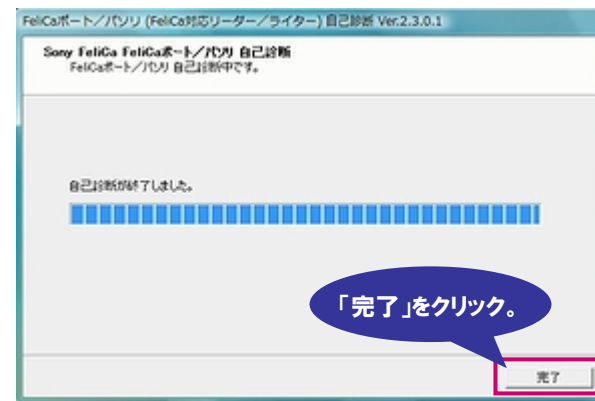 FeliCaポート／パソリ (FeliCa対応リーダー／ライター) 自己診断 Ver.2.3.0.1
Sony FeliCa FeliCaポート／パソリ 自己診断
FeliCaポート／パソリ 自己診断中です。
自己診断が終了しました。
「完了」をクリック。
完了